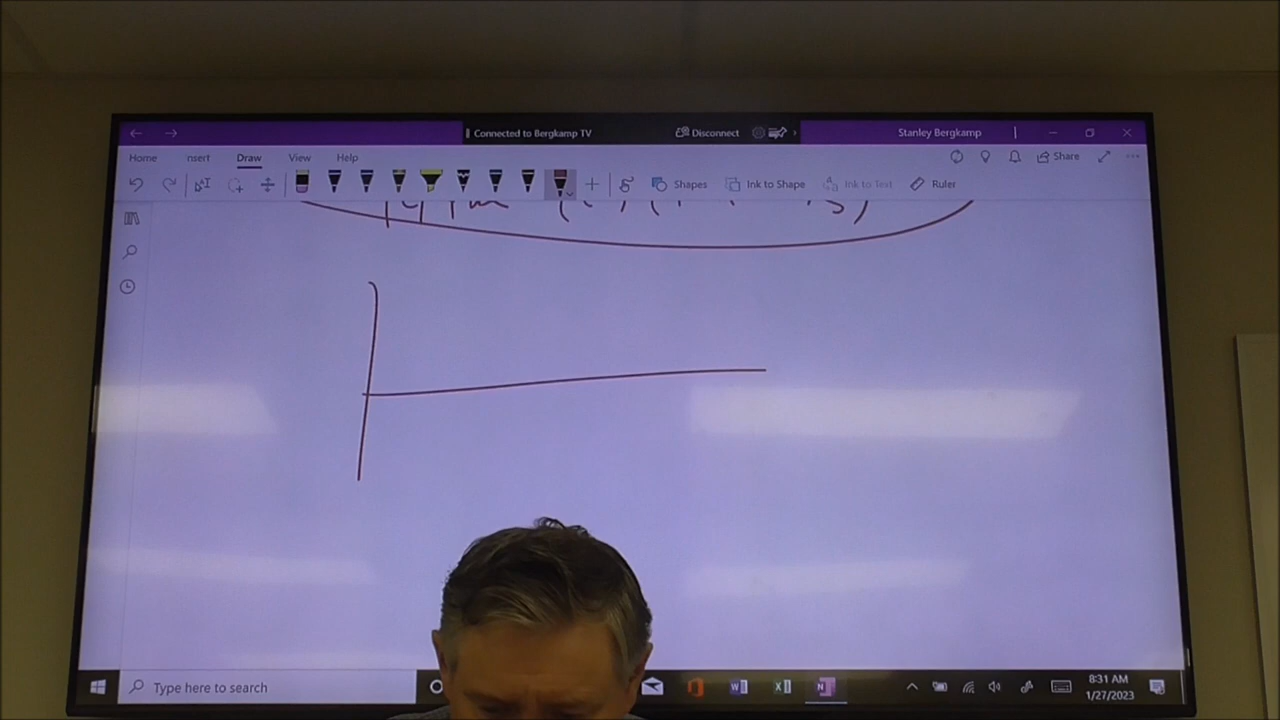 Connected to Bergkamp TV Disconnect Stanley Bergkamp
Home nsert Draw View Help Share
Shapes Ink to Shape Ink to Text Ruler
Type here to search
8:31 AM
1/27/2023